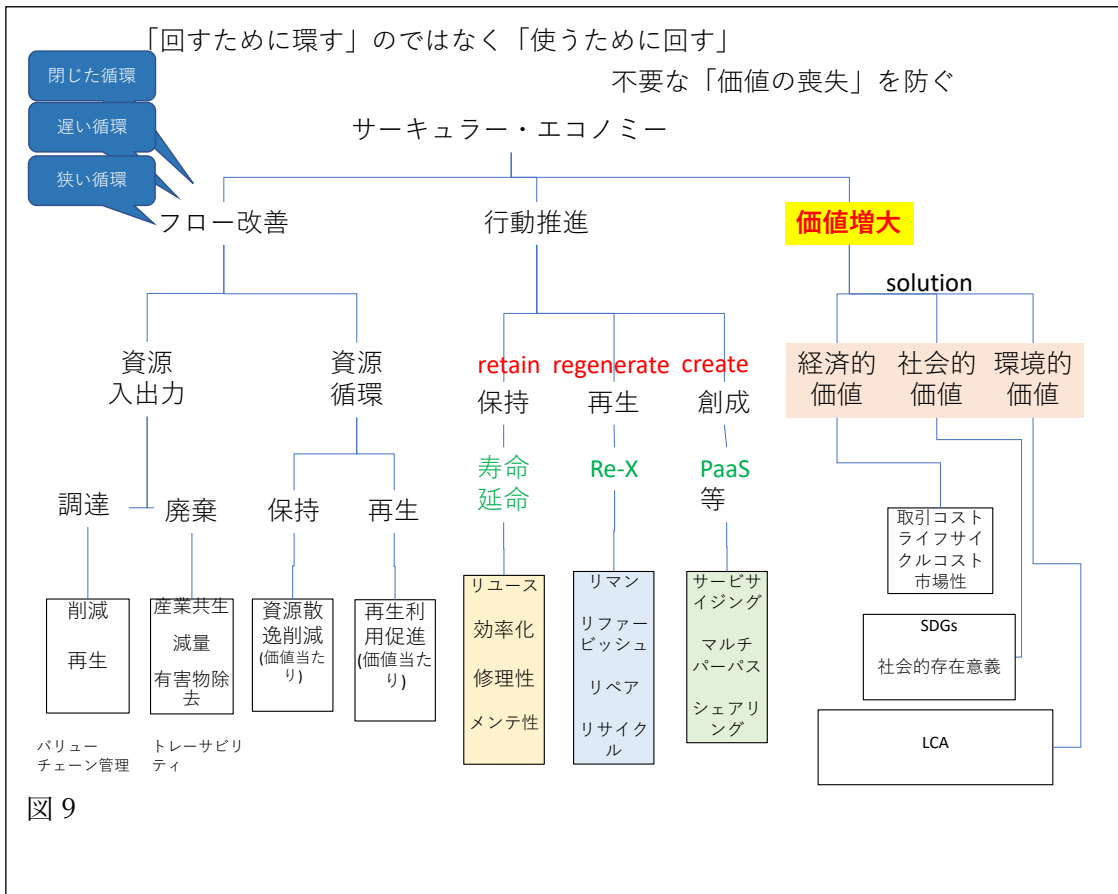 「回すために環す」のではなく「使うために回す」
不要な「価値の喪失」を防ぐ
閉じた循環
遅い循環
狭い循環
サーキュラー・エコノミー
フロー改善
行動推進
価値増大
solution
資源
入出力
資源
循環
retain
保持
regenerate
再生
create
創成
経済的
価値
社会的
価値
環境的
価値
寿命
延命
Re-X
PaaS
等
調達
廃棄
保持
再生
削減
再生
産業共生
減量
有害物除
去
資源散
逸削減
(価値当た
り)
再生利
用促進
(価値当た
り)
リユース
効率化
修理性
メンテ性
リマン
リファー
ビッシュ
リペア
リサイク
ル
サービサ
イジング
マルチ
パーパス
シェアリ
ング
取引コスト
ライフサイ
クルコスト
市場性
SDGs
社会的存在意義
LCA
バリュー
チェーン管理
トレーサビリ
ティ
図 9